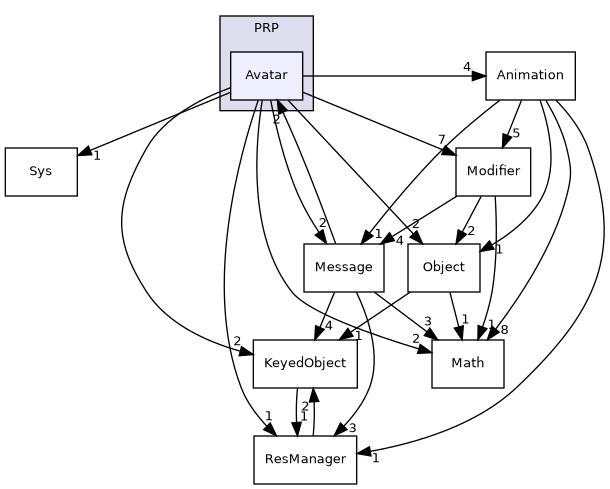 PRP
Avatar
4
Animation
2
1
7
5
Sys
Modifier
2
2
1
4
2
1
Message
Object
4
3
1
1
1
8
2
2
KeyedObject
Math
2
1
1
3
1
ResManager